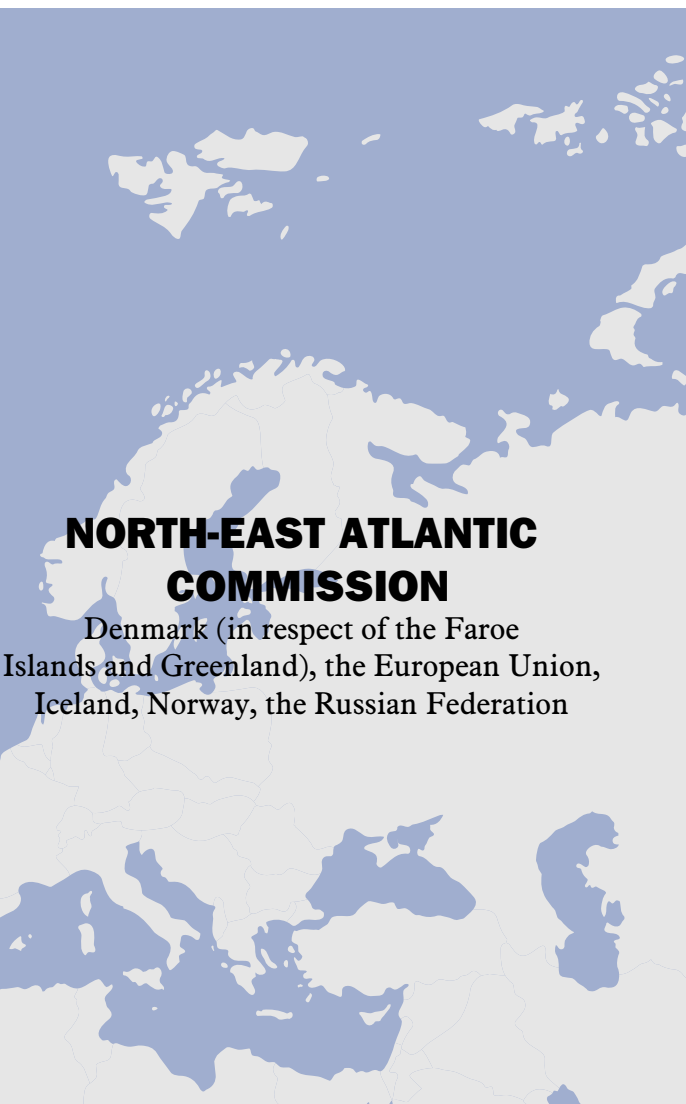 NORTH-EAST ATLANTIC
COMMISSION
Denmark (in respect of the Faroe
Islands and Greenland), the European Union,
Iceland, Norway, the Russian Federation